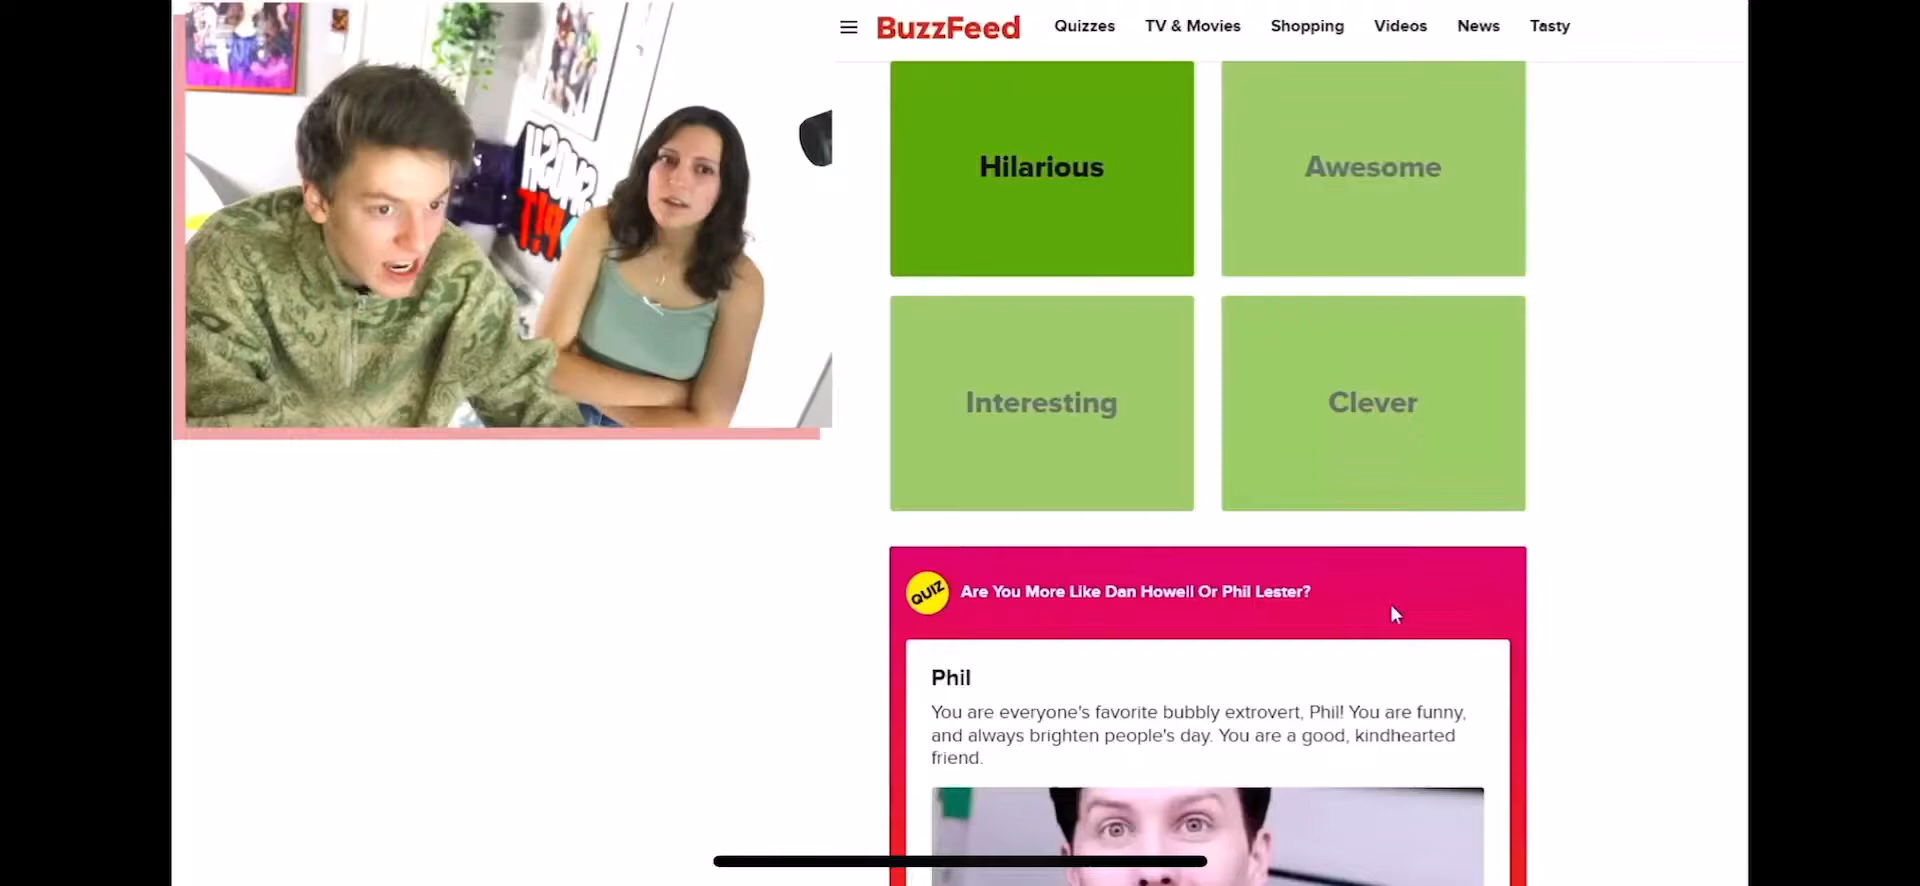 BuzzFeed Quizzes TV & Movies Shopping Videos News Tasty
SMOSH
PIT
Hilarious Awesome
Interesting Clever
QUIZ Are You More Like Dan Howell Or Phil Lester?
Phil
You are everyone's favorite bubbly extrovert, Phil! You are funny,
and always brighten people's day. You are a good, kindhearted
friend.